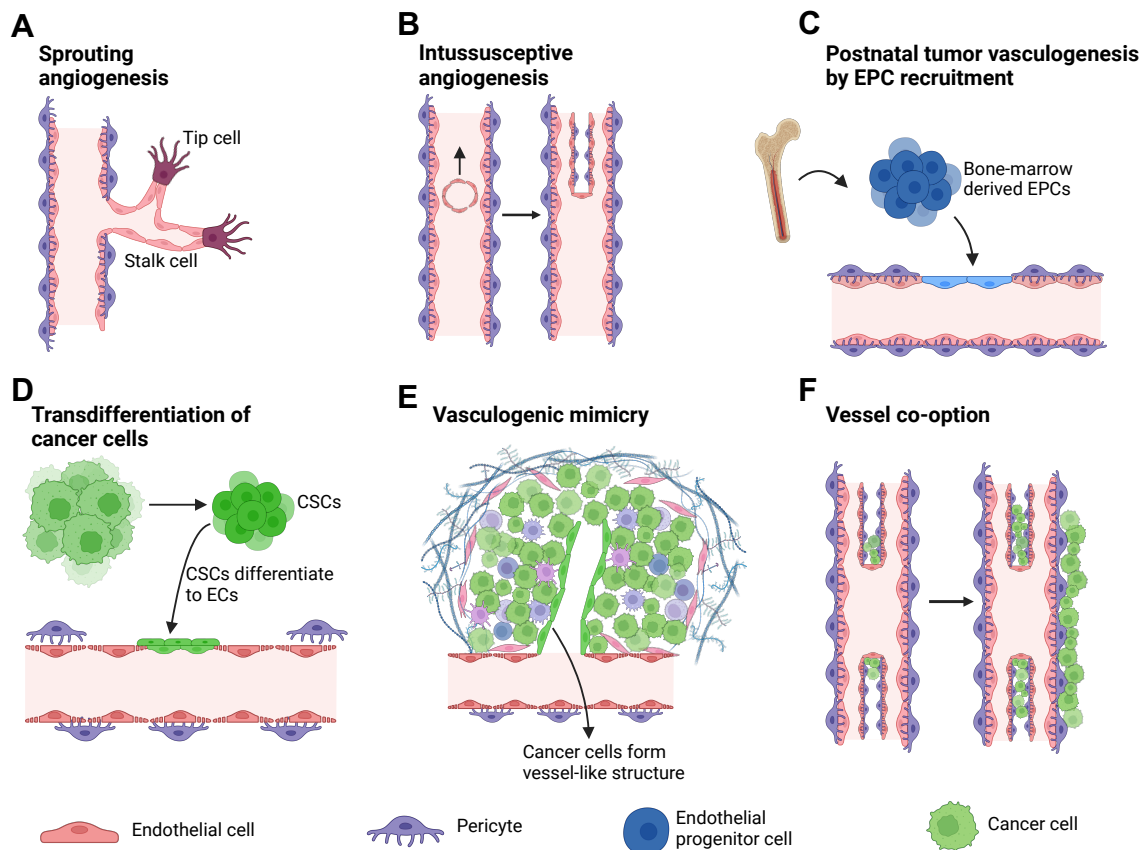 A
Sprouting
angiogenesis
Tip cell
Stalk cell
B
Intussusceptive
angiogenesis
C
Postnatal tumor vasculogenesis
by EPC recruitment
Bone-marrow
derived EPCs
D
Transdifferentiation of
cancer cells
CSCs
CSCs differentiate
to ECs
E
Vasculogenic mimicry
Cancer cells form
vessel-like structure
F
Vessel co-option
Endothelial cell
Pericyte
Endothelial
progenitor cell
Cancer cell